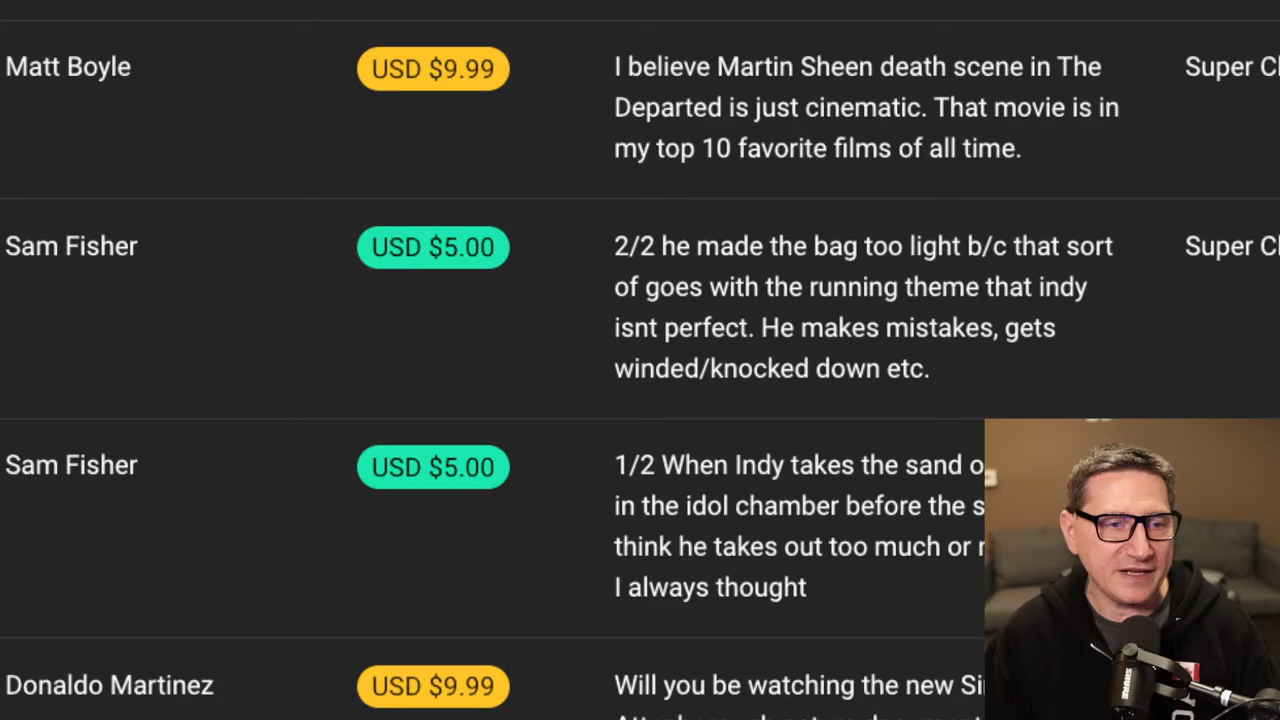 Matt Boyle
USD $9.99
I believe Martin Sheen death scene in The
Departed is just cinematic. That movie is in
my top 10 favorite films of all time.
Super
Sam Fisher
USD $5.00
2/2 he made the bag too light b/c that sort
of goes with the running theme that indy
isnt perfect. He makes mistakes, gets
winded/knocked down etc.
Super
Sam Fisher
USD $5.00
1/2 When Indy takes the sand
in the idol chamber before the
think he takes out too much or
I always thought
Donaldo Martinez
USD $9.99
Will you be watching the new
SHURE